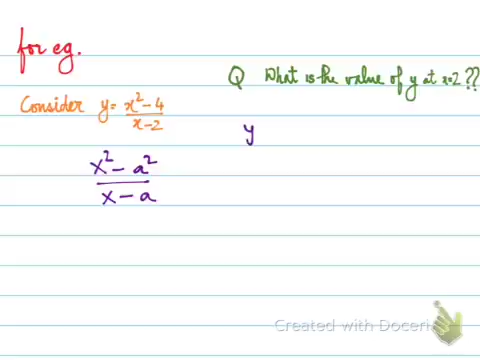 for eg.
Q What is the value of y at x=2??
Consider y = x² - 4 / x - 2
y
x² - a² / x - a
Created with Doceri